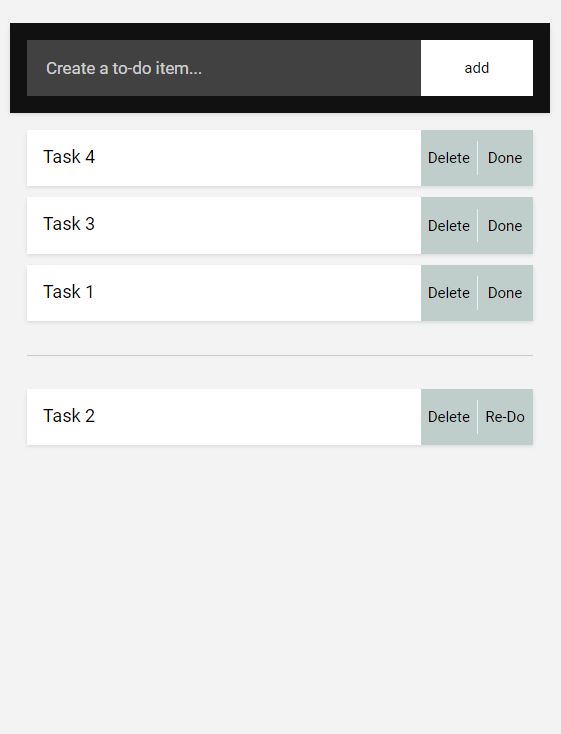 Create a to-do item... add
Task 4 Delete Done
Task 3 Delete Done
Task 1 Delete Done
Task 2 Delete Re-Do